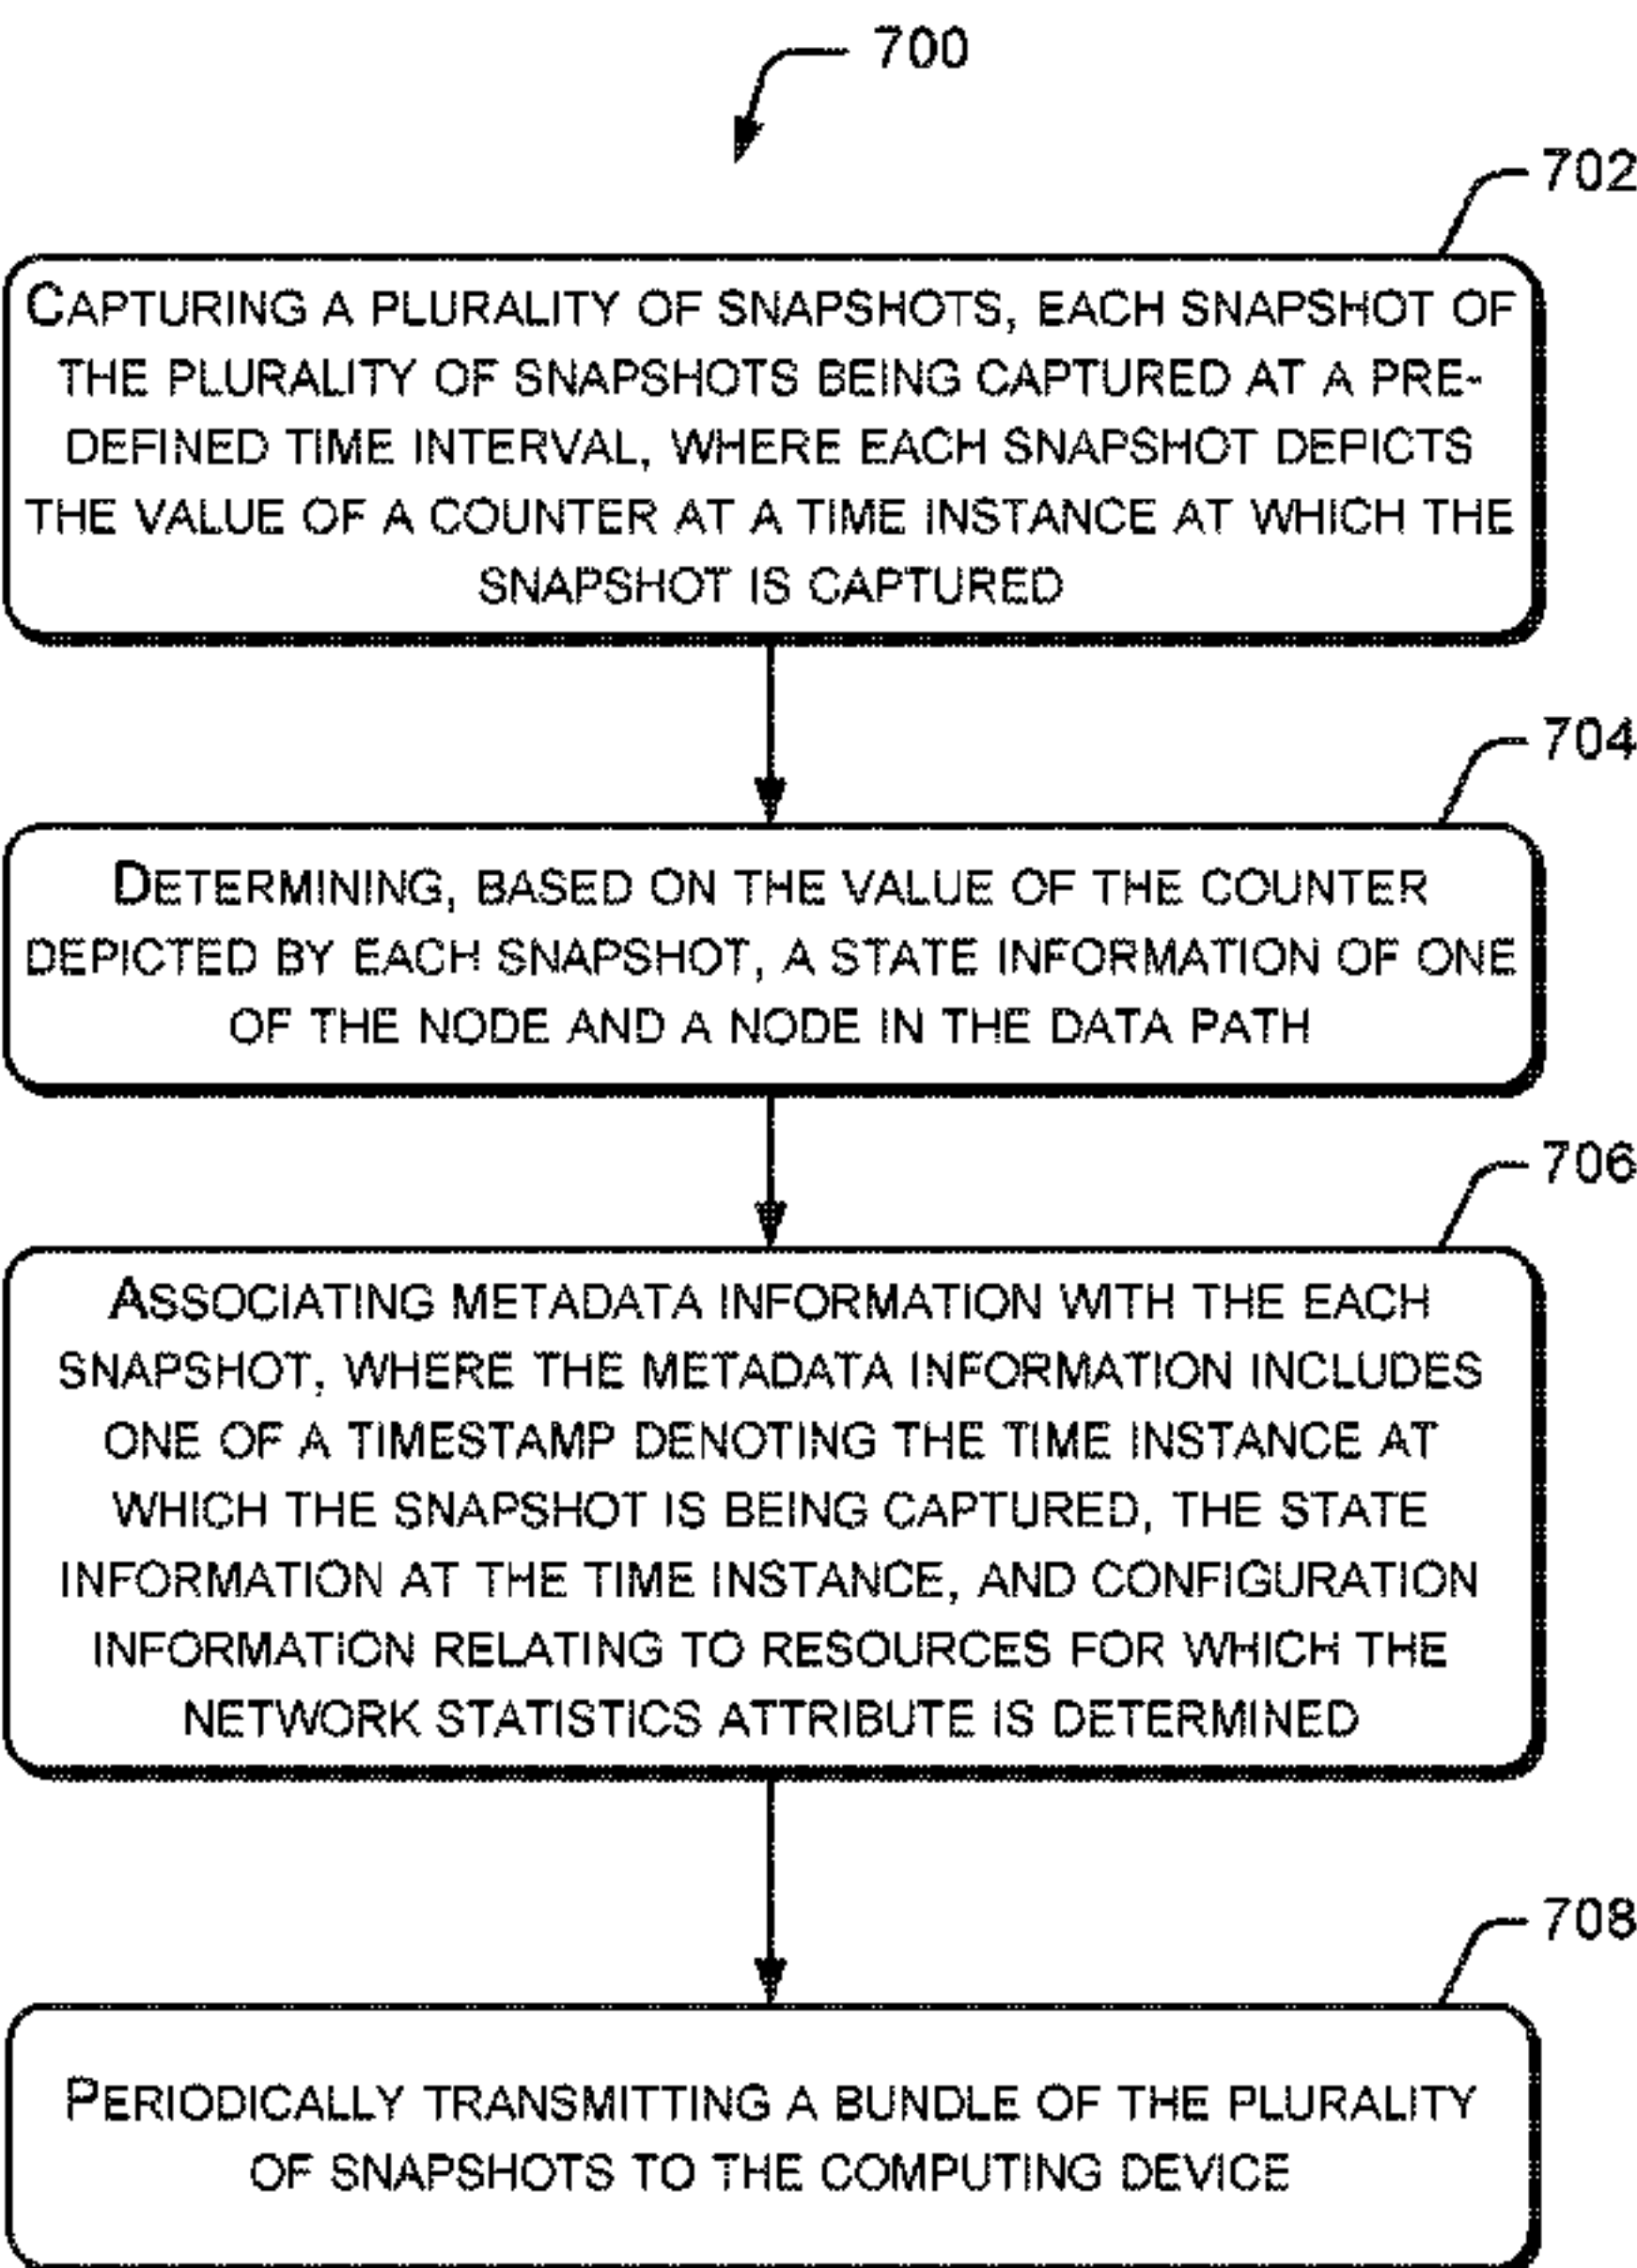 700
702
CAPTURING A PLURALITY OF SNAPSHOTS, EACH SNAPSHOT OF
THE PLURALITY OF SNAPSHOTS BEING CAPTURED AT A PRE-
DEFINED TIME INTERVAL, WHERE EACH SNAPSHOT DEPICTS
THE VALUE OF A COUNTER AT A TIME INSTANCE AT WHICH THE
SNAPSHOT IS CAPTURED
704
DETERMINING, BASED ON THE VALUE OF THE COUNTER
DEPICTED BY EACH SNAPSHOT, A STATE INFORMATION OF ONE
OF THE NODE AND A NODE IN THE DATA PATH
706
ASSOCIATING METADATA INFORMATION WITH THE EACH
SNAPSHOT, WHERE THE METADATA INFORMATION INCLUDES
ONE OF A TIMESTAMP DENOTING THE TIME INSTANCE AT
WHICH THE SNAPSHOT IS BEING CAPTURED, THE STATE
INFORMATION AT THE TIME INSTANCE, AND CONFIGURATION
INFORMATION RELATING TO RESOURCES FOR WHICH THE
NETWORK STATISTICS ATTRIBUTE IS DETERMINED
708
PERIODICALLY TRANSMITTING A BUNDLE OF THE PLURALITY
OF SNAPSHOTS TO THE COMPUTING DEVICE